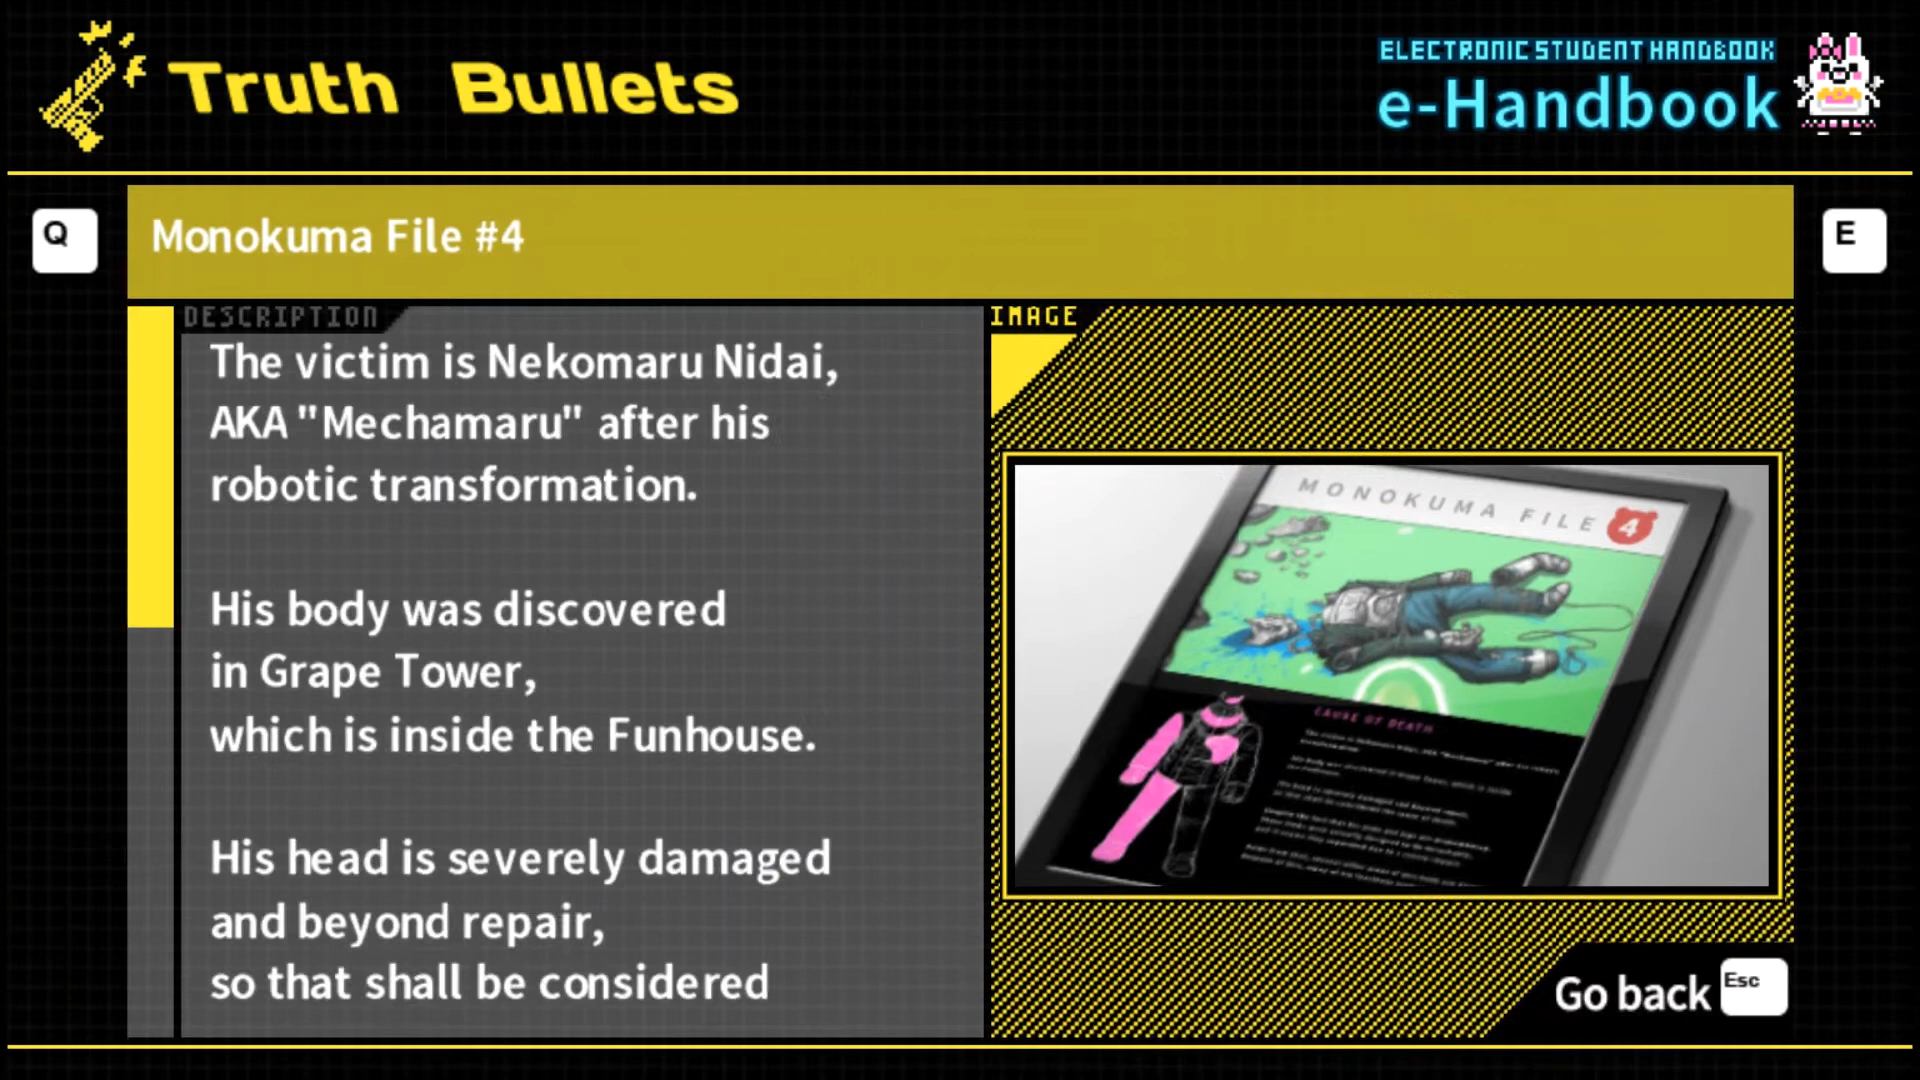 Truth Bullets
ELECTRONIC STUDENT HANDBOOK
e-Handbook
Q
Monokuma File #4
E
DESCRIPTION
The victim is Nekomaru Nidai,
AKA "Mechamaru" after his
robotic transformation.
His body was discovered
in Grape Tower,
which is inside the Funhouse.
His head is severely damaged
and beyond repair,
so that shall be considered
IMAGE
MONOKUMA FILE 4
CAUSE OF DEATH
Go back Esc